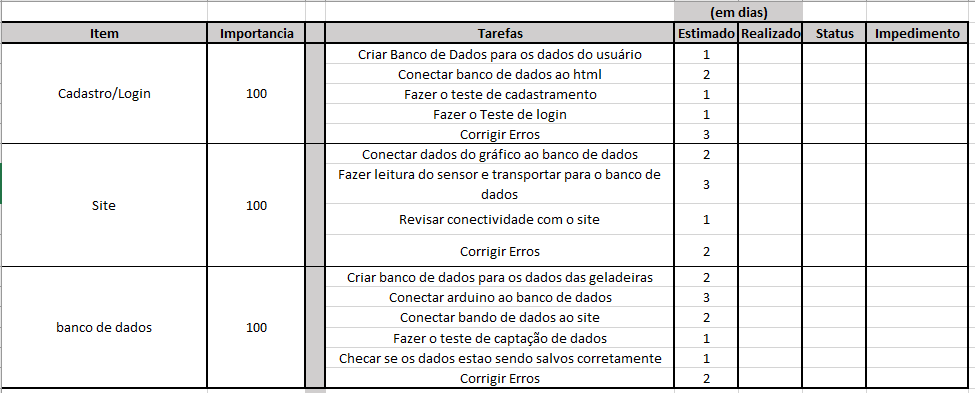 (em dias)
Item Importancia Tarefas Estimado Realizado Status Impedimento
Cadastro/Login 100
Criar Banco de Dados para os dados do usuário 1
Conectar banco de dados ao html 2
Fazer o teste de cadastramento 1
Fazer o Teste de login 1
Corrigir Erros 3
Site 100
Conectar dados do gráfico ao banco de dados 2
Fazer leitura do sensor e transportar para o banco de
dados 3
Revisar conectividade com o site 1
Corrigir Erros 2
banco de dados 100
Criar banco de dados para os dados das geladeiras 2
Conectar arduino ao banco de dados 3
Conectar bando de dados ao site 2
Fazer o teste de captação de dados 1
Checar se os dados estao sendo salvos corretamente 1
Corrigir Erros 2